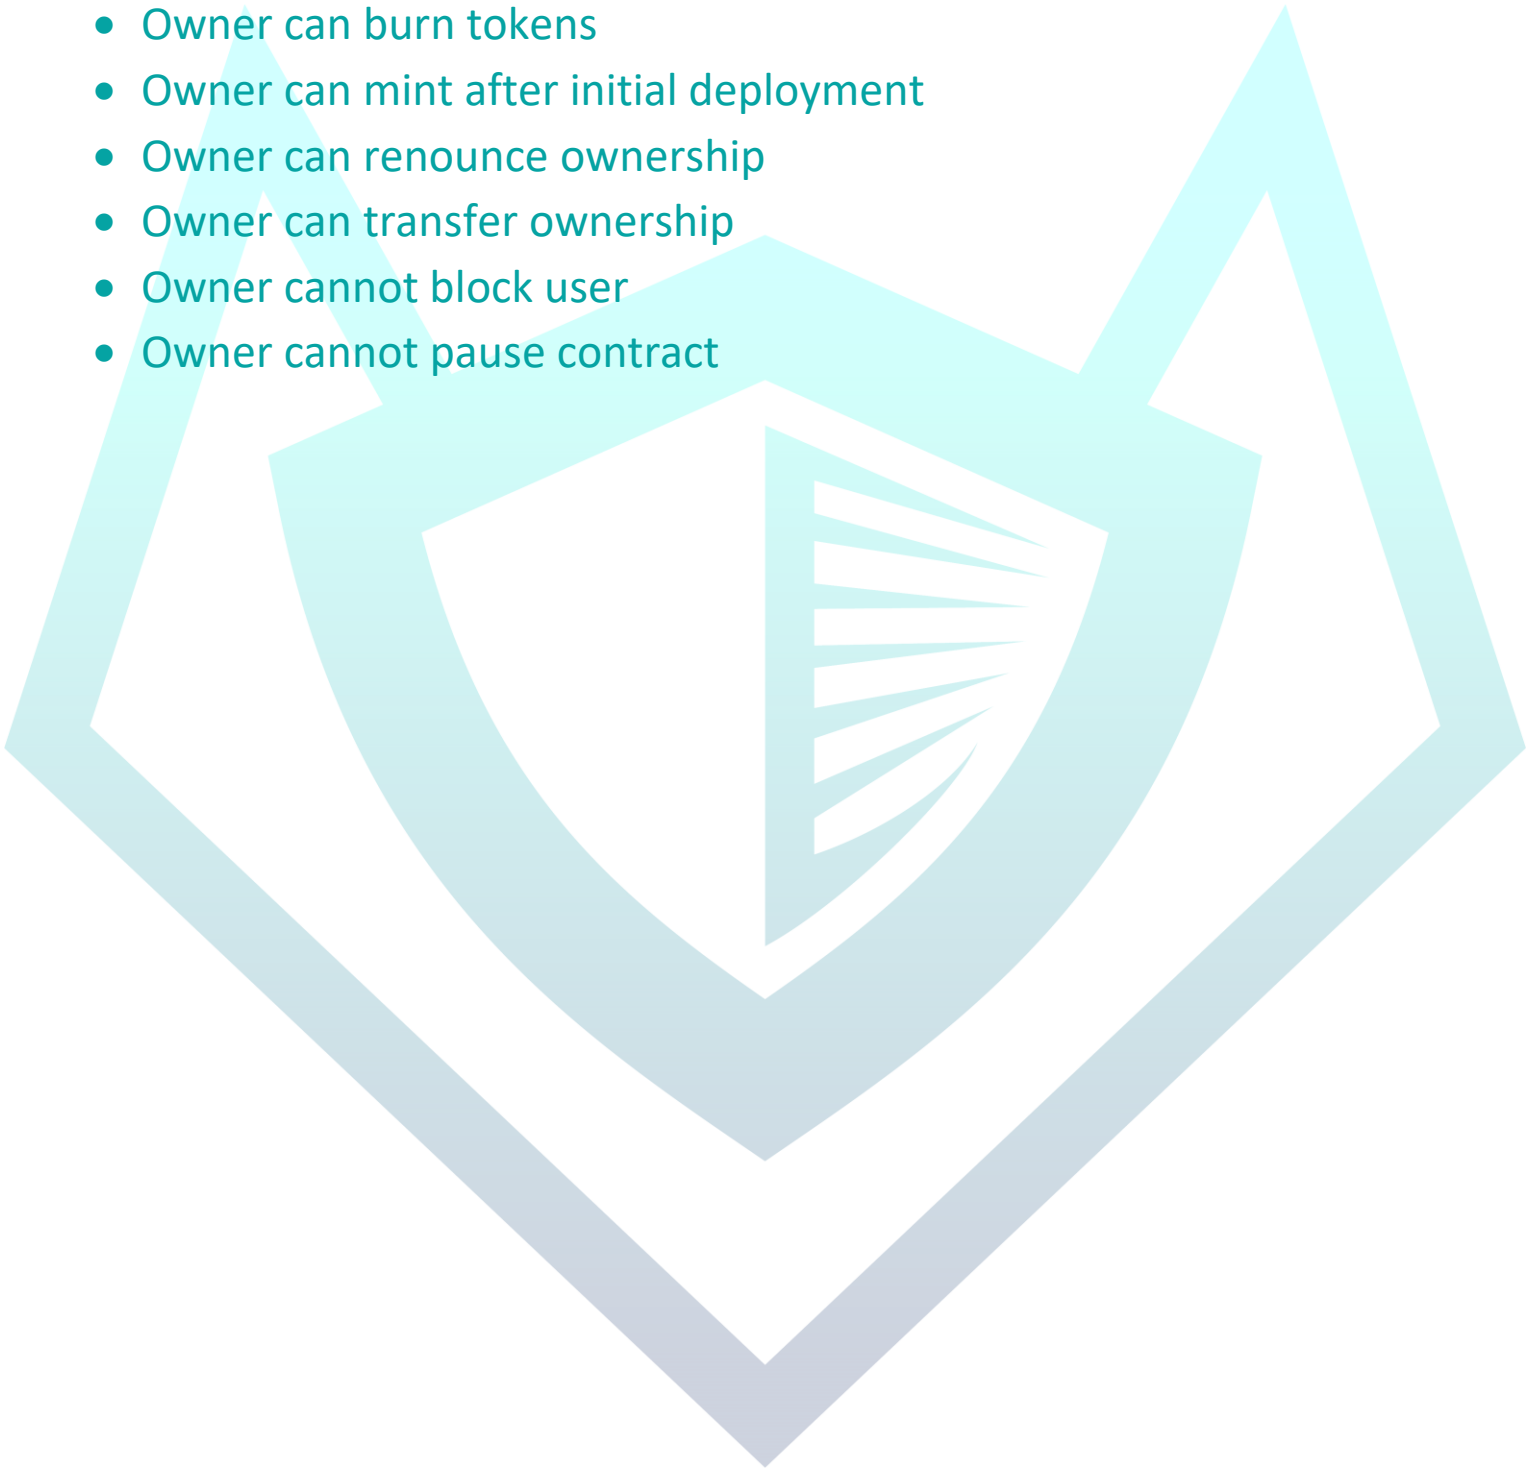 • Owner can burn tokens
• Owner can mint after initial deployment
• Owner can renounce ownership
• Owner can transfer ownership
• Owner cannot block user
• Owner cannot pause contract